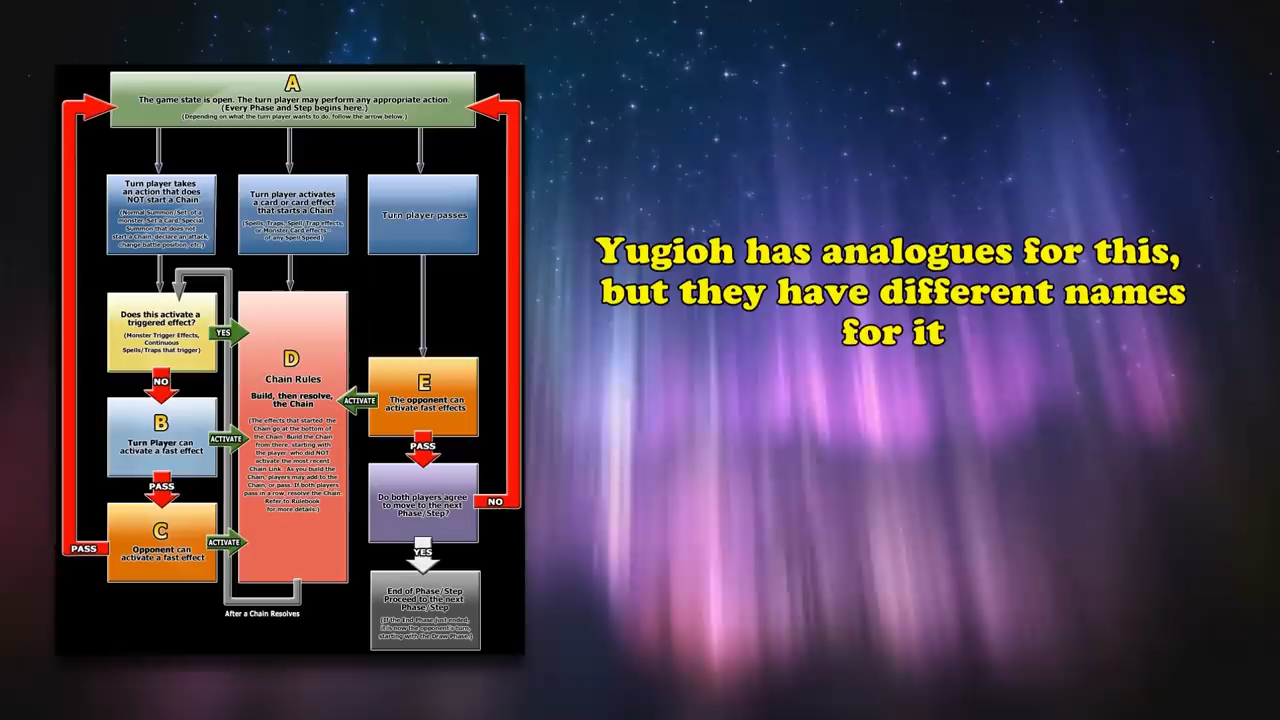 A
The game state is open. The turn player may perform any appropriate action.
(Every Phase and Step begins here.)
(Depending on what the turn player wants to do, follow the arrow below.)
Turn player takes
an action that does
NOT start a Chain
(Normal Summon/Set of a
monster, Set a Card, Special
Summon that does not
start a Chain, declare an attack,
change battle position, etc.)
Turn player activates
a card or card effect
that starts a Chain
(Spells, Traps, Spell/Trap effects,
or Monster Card effects
of any Spell Speed)
Turn player passes
Does this activate a
triggered effect?
(Monster Trigger Effects,
Continuous
Spells/Traps that trigger)
YES
NO
B
Turn Player can
activate a fast effect
ACTIVATE
PASS
C
Opponent can
activate a fast effect
ACTIVATE
PASS
D
Chain Rules
Build, then resolve,
the Chain
(The effects that started the
Chain go at the bottom of
the Chain. Build the Chain
from there, starting with
the player who did NOT
activate the most recent
Chain Link. As you build the
Chain, players may add to the
Chain, or pass. If both players
pass in a row, resolve the Chain.
Refer to Rulebook
for more details.)
After a Chain Resolves
E
The opponent can
activate fast effects
ACTIVATE
PASS
Do both players agree
to move to the next
Phase/Step?
NO
YES
End of Phase/Step
Proceed to the next
Phase/Step
(If the End Phase just ended,
it is now the opponent's turn,
starting with the Draw Phase.)
Yugioh has analogues for this,
but they have different names
for it